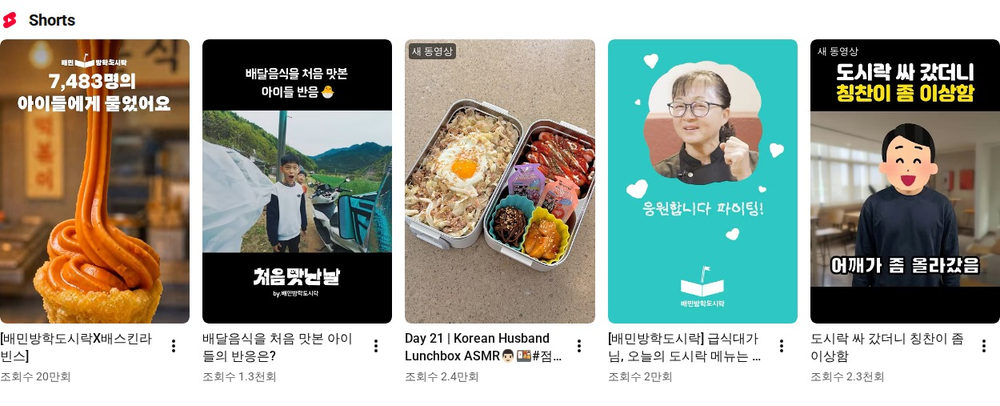 Shorts
배민방학도시락
7,483명의
아이들에게 물었어요
떡볶이
[배민방학도시락X배스킨라
빈스]
조회수 20만회
배달음식을 처음 맛본
아이들 반응🐣
처음맛난날
by.배민방학도시락
배달음식을 처음 맛본 아이
들의 반응은?
조회수 1.3천회
새 동영상
Day 21 | Korean Husband
Lunchbox ASMR👨🏻🍱#점...
조회수 2.4만회
응원합니다 파이팅!
배민방학도시락
[배민방학도시락] 급식대가
님, 오늘의 도시락 메뉴는 ...
조회수 2만회
새 동영상
도시락 싸 갔더니
칭찬이 좀 이상함
어깨가 좀 올라갔음
도시락 싸 갔더니 칭찬이 좀
이상함
조회수 2.3천회